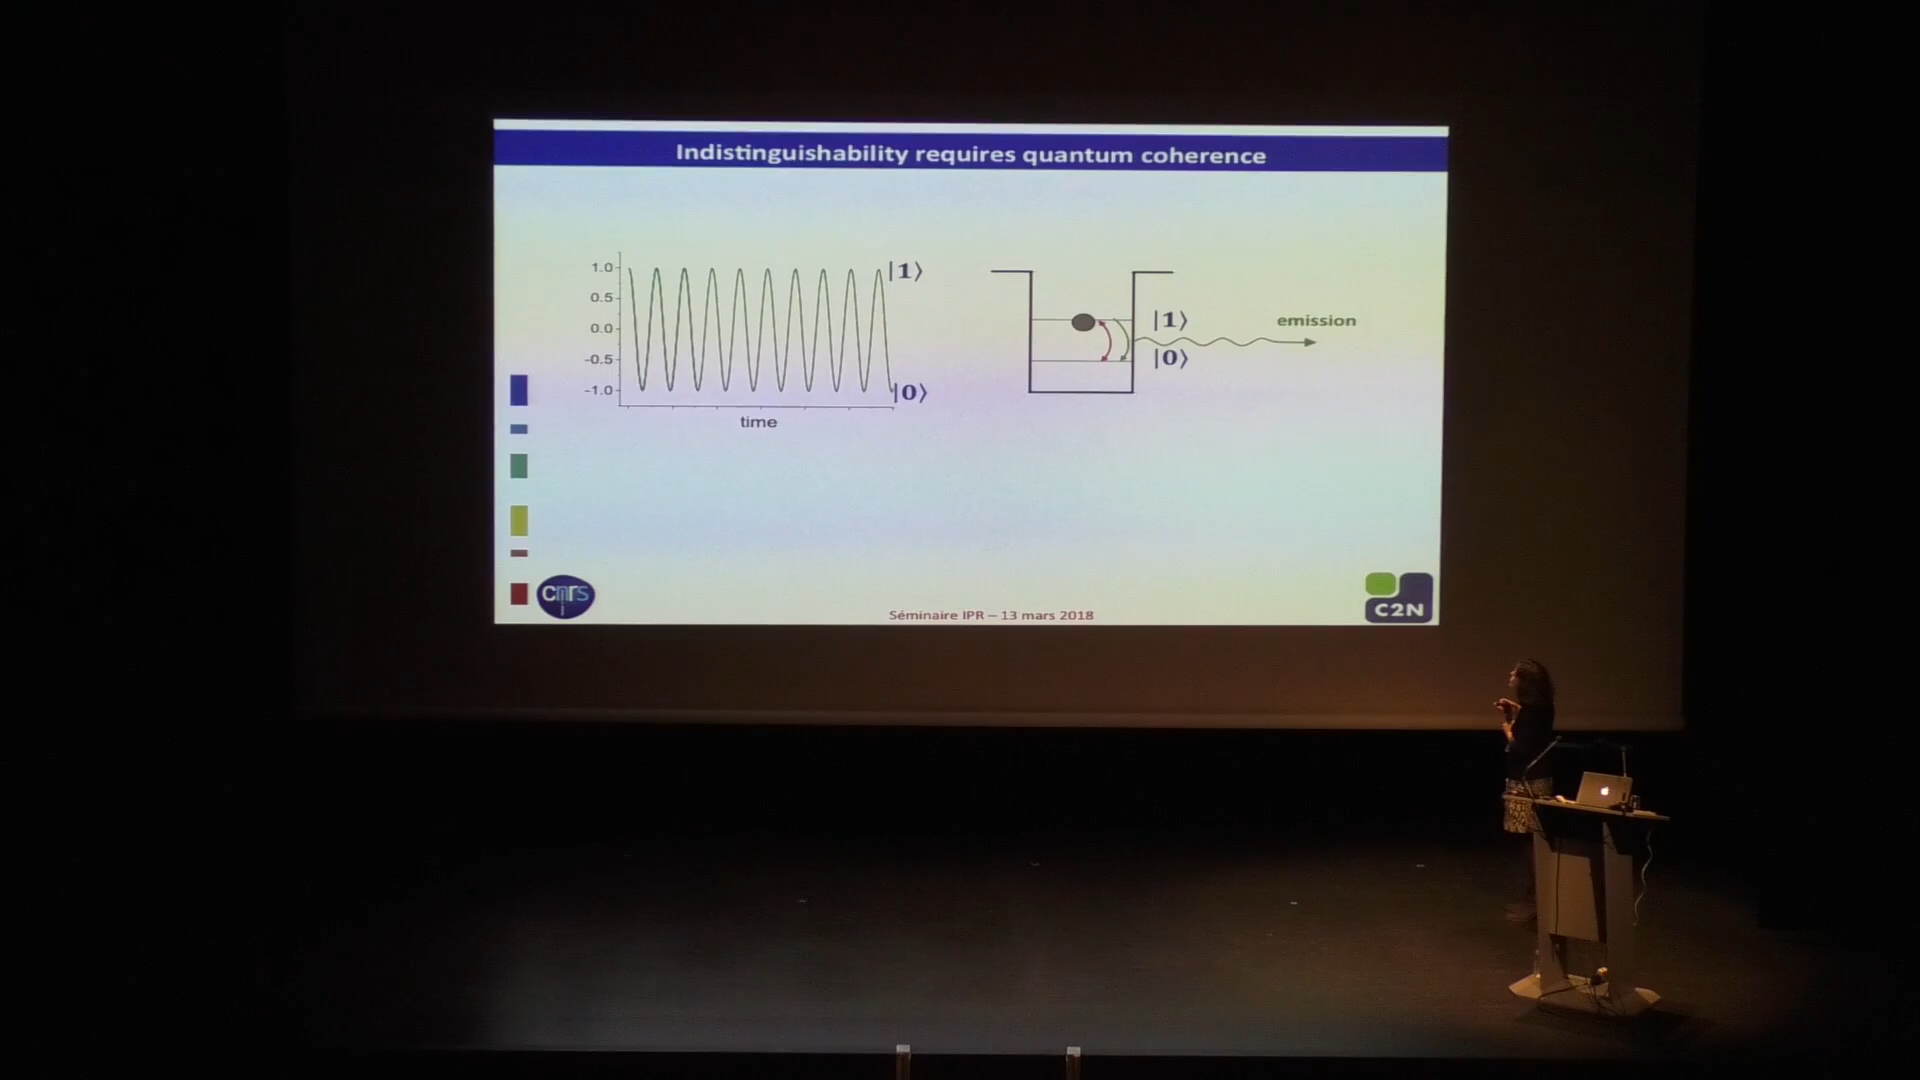 Indistinguishability requires quantum coherence
1.0
0.5
0.0
-0.5
-1.0
time
|1⟩
|0⟩
|1⟩
|0⟩
emission
cnrs
Séminaire IPR – 13 mars 2018
C2N